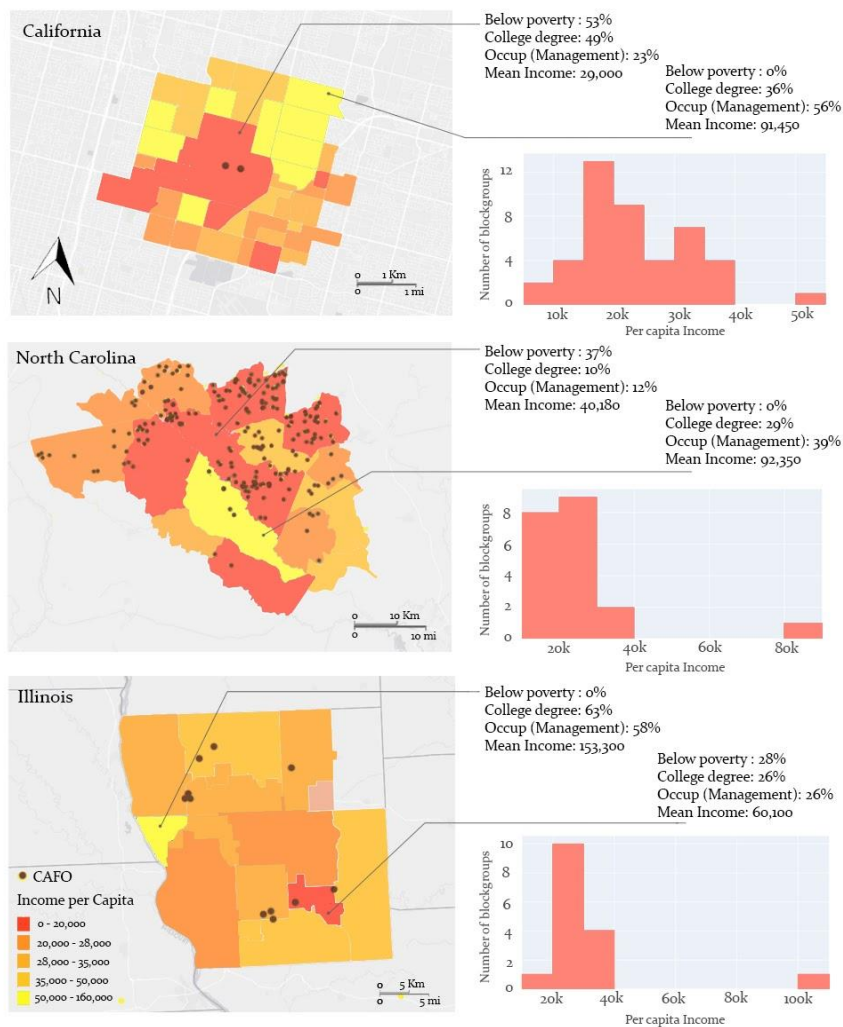 California
Below poverty : 53%
College degree: 49%
Occup (Management): 23%
Mean Income: 29,000
Below poverty : 0%
College degree: 36%
Occup (Management): 56%
Mean Income: 91,450
N
0 1 Km
0 1 mi
Number of blockgroups
12
8
4
0
10k 20k 30k 40k 50k
Per capita Income
North Carolina
Below poverty : 37%
College degree: 10%
Occup (Management): 12%
Mean Income: 40,180
Below poverty : 0%
College degree: 29%
Occup (Management): 39%
Mean Income: 92,350
0 10 Km
0 10 mi
Number of blockgroups
8
6
4
2
0
20k 40k 60k 80k
Per capita Income
Illinois
Below poverty : 0%
College degree: 63%
Occup (Management): 58%
Mean Income: 153,300
Below poverty : 28%
College degree: 26%
Occup (Management): 26%
Mean Income: 60,100
CAFO
Income per Capita
0 - 20,000
20,000 - 28,000
28,000 - 35,000
35,000 - 50,000
50,000 - 160,000
0 5 Km
0 5 mi
Number of blockgroups
10
8
6
4
2
0
20k 40k 60k 80k 100k
Per capita Income